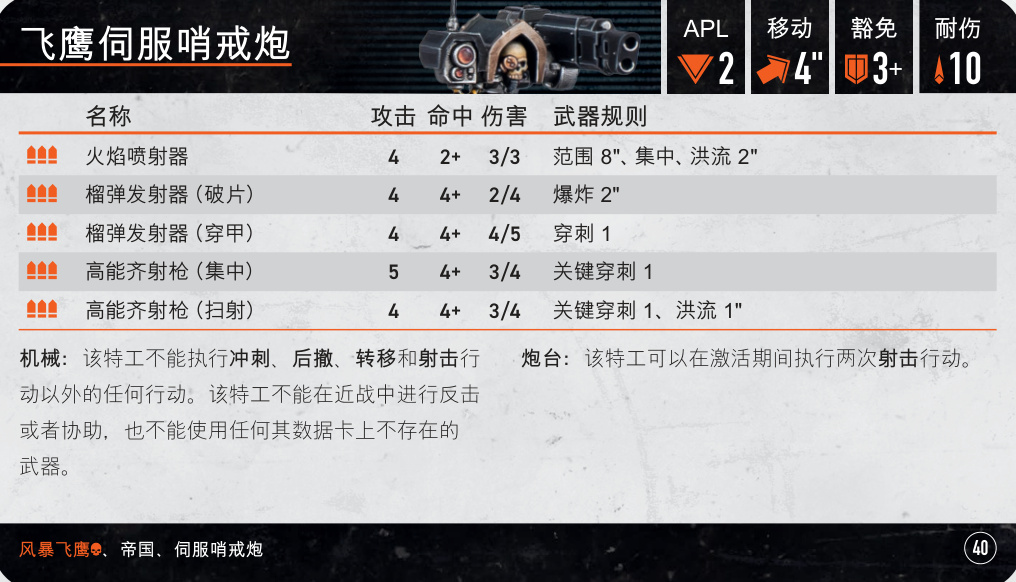 飞鹰伺服哨戒炮
APL 移动 豁免 耐伤
2 4" 3+ 10
名称 攻击 命中 伤害 武器规则
火焰喷射器 4 2+ 3/3 范围 8"、集中、洪流 2"
榴弹发射器（破片） 4 4+ 2/4 爆炸 2"
榴弹发射器（穿甲） 4 4+ 4/5 穿刺 1
高能齐射枪（集中） 5 4+ 3/4 关键穿刺 1
高能齐射枪（扫射） 4 4+ 3/4 关键穿刺 1、洪流 1"
机械：该特工不能执行冲刺、后撤、转移和射击行
动以外的任何行动。该特工不能在近战中进行反击
或者协助，也不能使用任何其数据卡上不存在的
武器。
炮台：该特工可以在激活期间执行两次射击行动。
风暴飞鹰、帝国、伺服哨戒炮
40